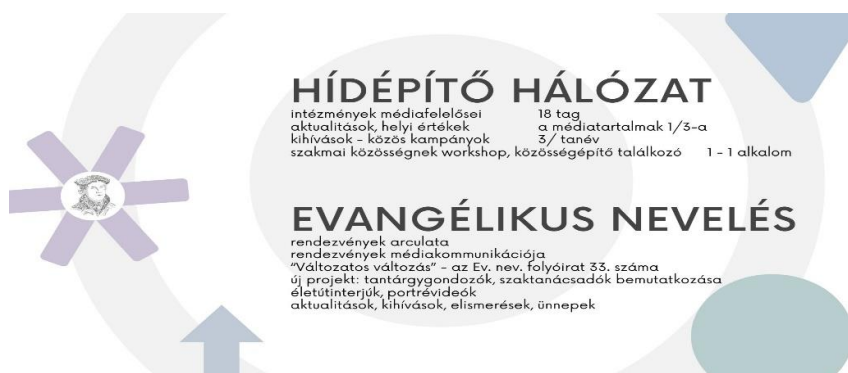 HÍDÉPÍTŐ HÁLÓZAT
intézmények médiafelelősei 18 tag
aktualitások, helyi értékek a médiatartalmak 1/3-a
kihívások - közös kampányok 3/ tanév
szakmai közösségnek workshop, közösségépítő találkozó 1 - 1 alkalom
EVANGÉLIKUS NEVELÉS
rendezvények arculata
rendezvények médiakommunikációja
"Változatos változás" - az Ev. nev. folyóirat 33. száma
új projekt: tantárgygondozók, szaktanácsadók bemutatkozása
életútinterjúk, portrévideók
aktualitások, kihívások, elismerések, ünnepek